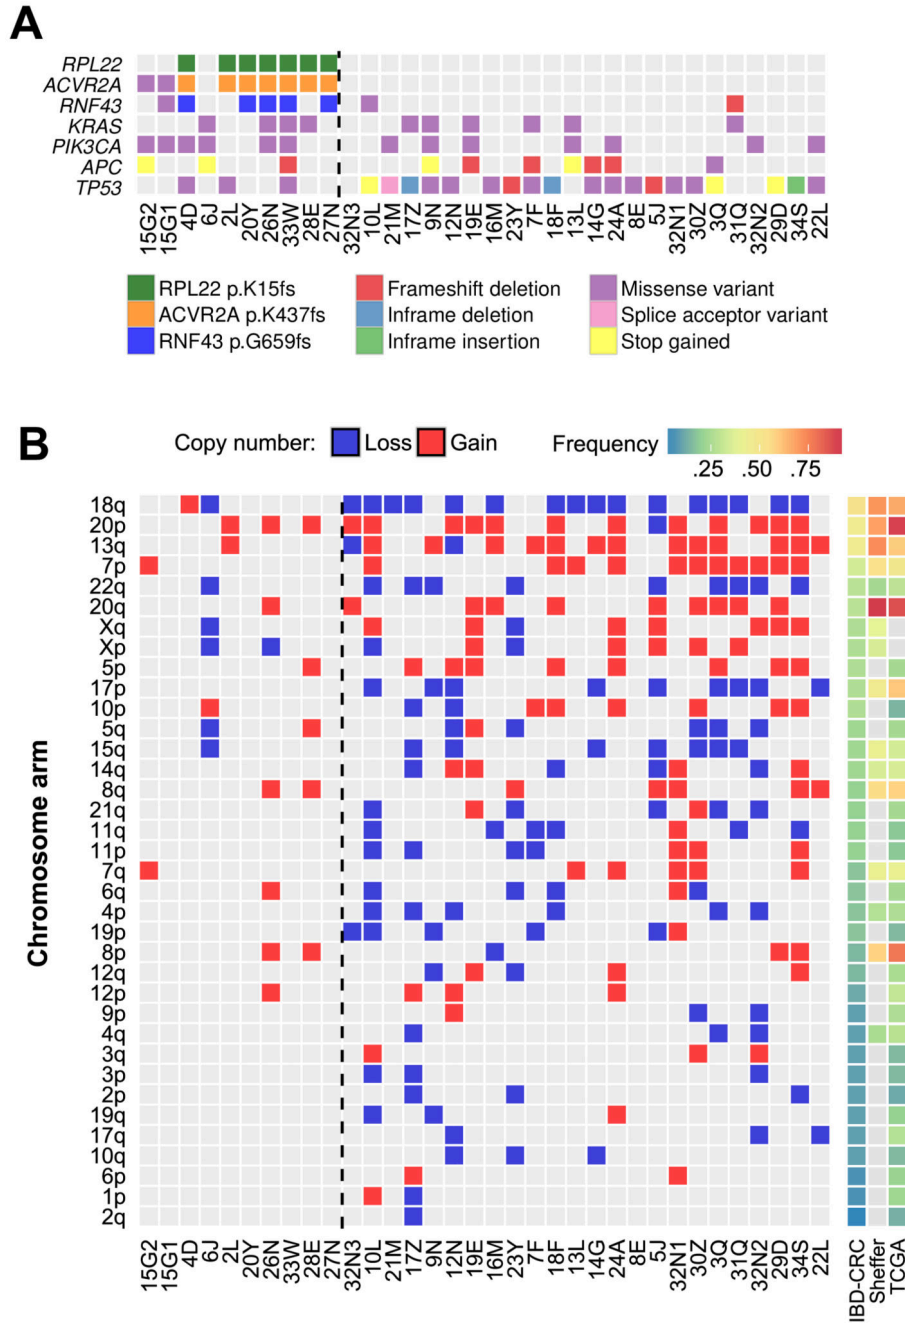 A
RPL22
ACVR2A
RNF43
KRAS
PIK3CA
APC
TP53
15G2 15G1 4D 6J 2L 20Y 26N 33W 28E 27N 32N3 10L 21M 17Z 9N 12N 19E 16M 23Y 7F 18F 13L 14G 24A 8E 5J 32N1 30Z 3Q 31Q 32N2 29D 34S 22L
RPL22 p.K15fs Frameshift deletion Missense variant
ACVR2A p.K437fs Inframe deletion Splice acceptor variant
RNF43 p.G659fs Inframe insertion Stop gained
B
Copy number: Loss Gain Frequency
.25 .50 .75
Chromosome arm
18q
20p
13q
7p
22q
20q
Xq
Xp
5p
17p
10p
5q
15q
14q
8q
21q
11q
11p
7q
6q
4p
19p
8p
12q
12p
9p
4q
3q
3p
2p
19q
17q
10q
6p
1p
2q
15G2 15G1 4D 6J 2L 20Y 26N 33W 28E 27N 32N3 10L 21M 17Z 9N 12N 19E 16M 23Y 7F 18F 13L 14G 24A 8E 5J 32N1 30Z 3Q 31Q 32N2 29D 34S 22L IBD-CRC Sheffer TCGA